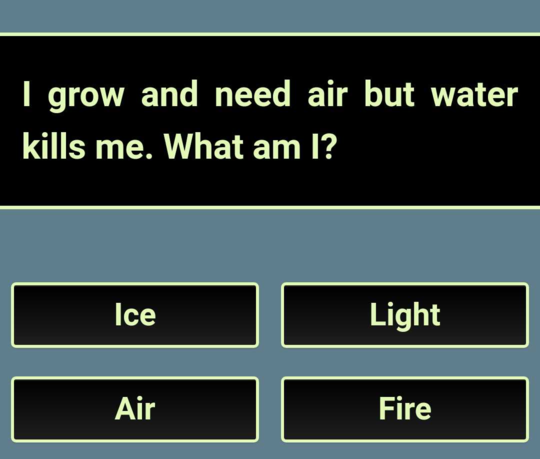 I grow and need air but water
kills me. What am I?
Ice
Light
Air
Fire